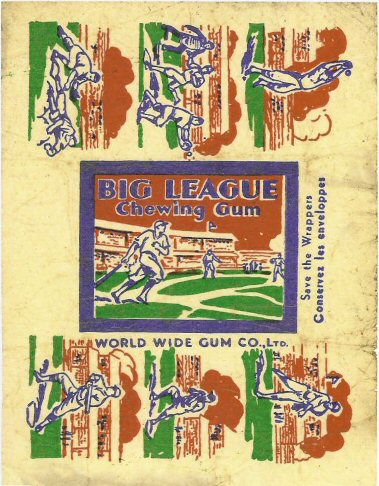 BIG LEAGUE
Chewing Gum
Save the Wrappers
Conservez les enveloppes
WORLD WIDE GUM CO., LTD.